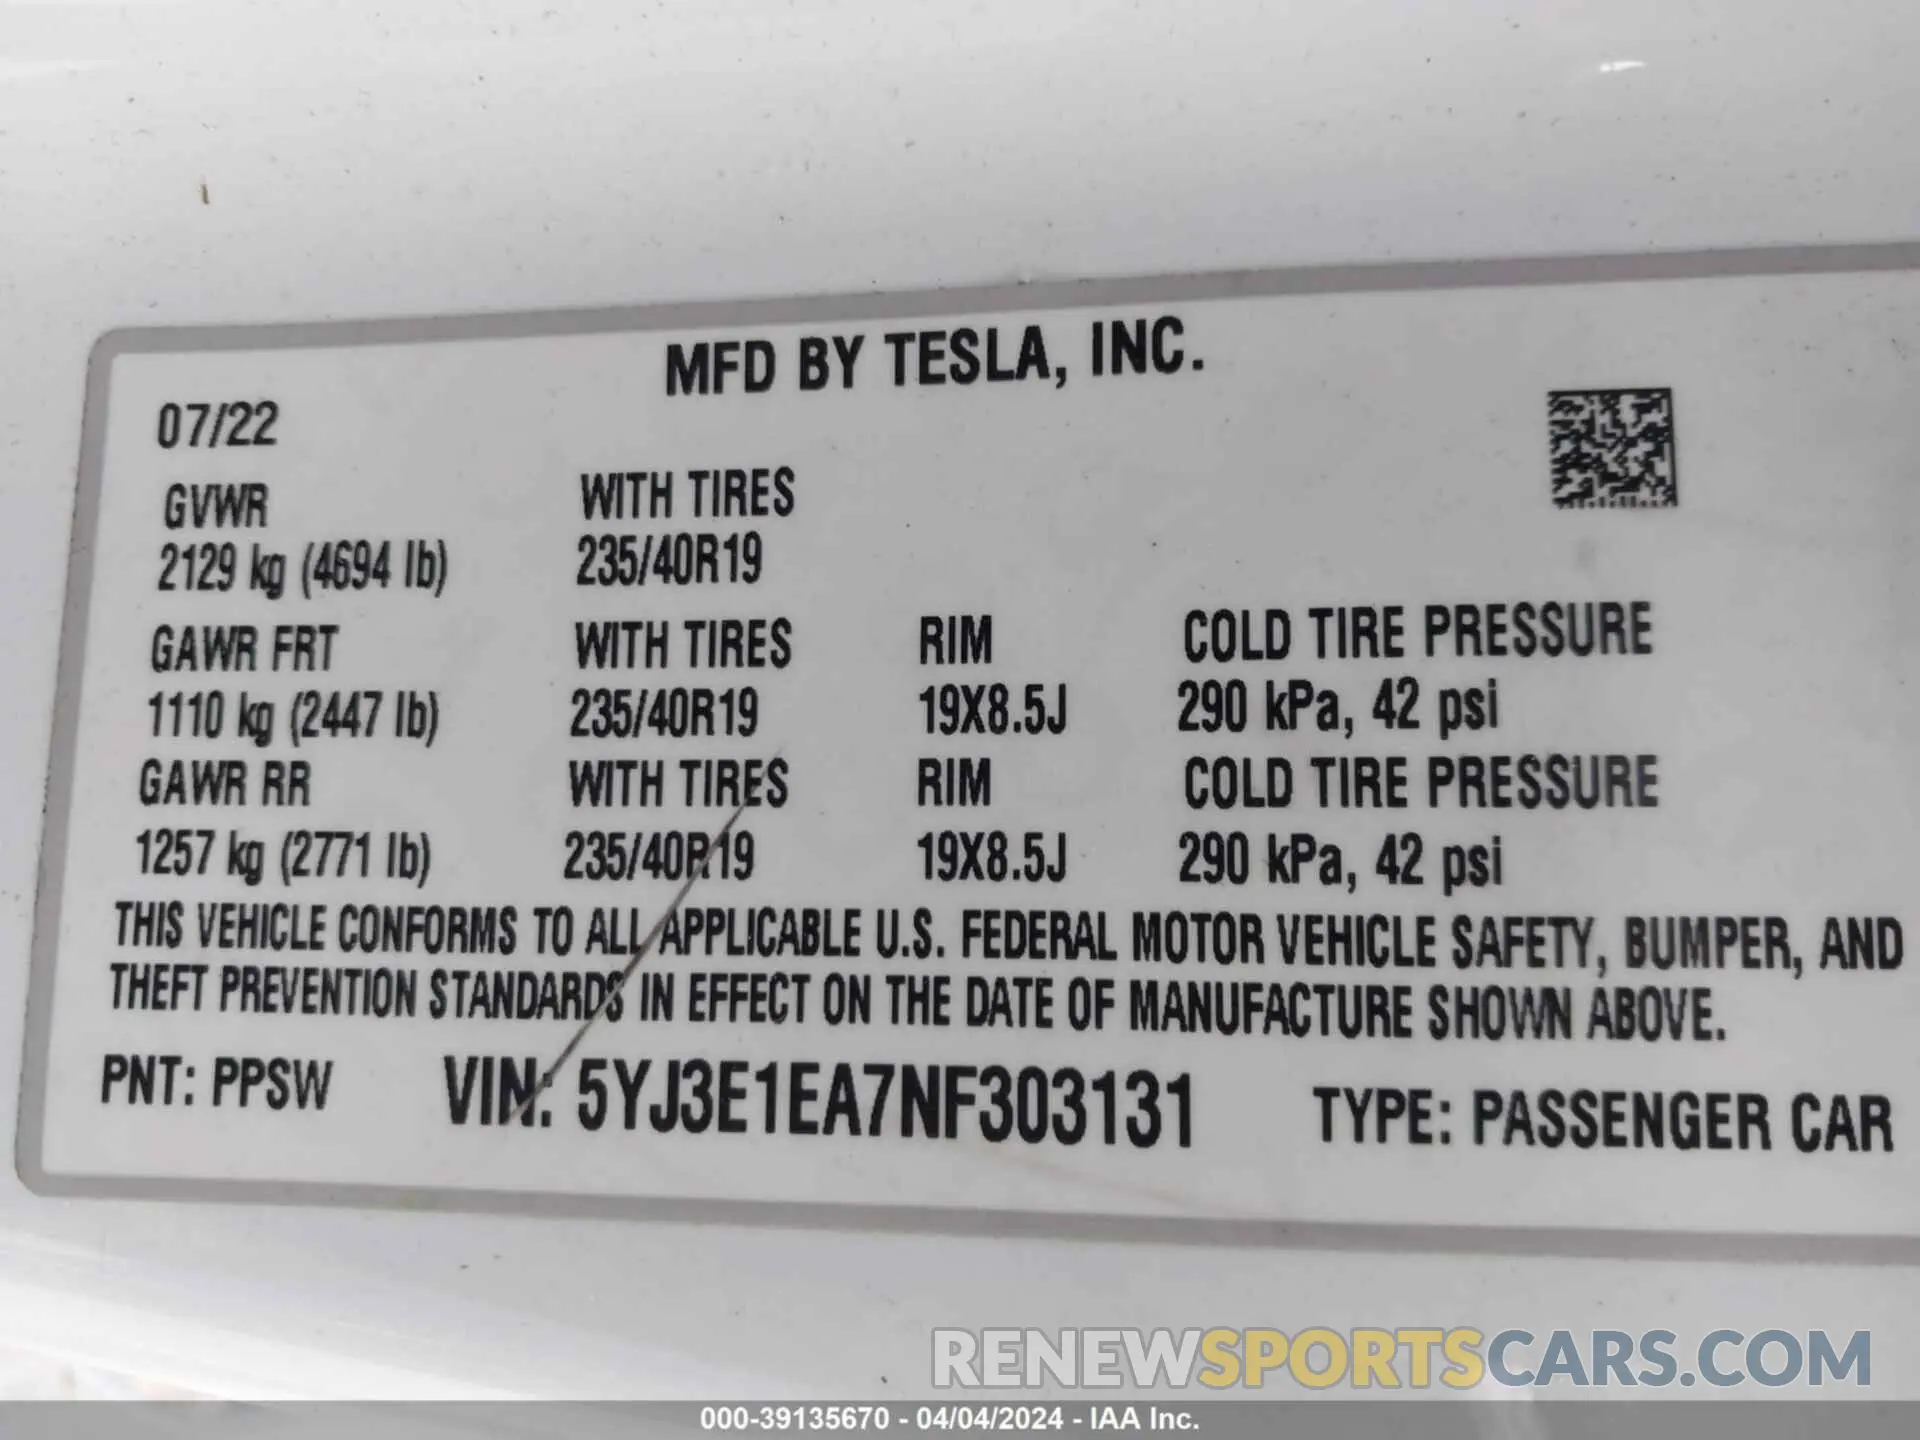 MFD BY TESLA, INC.
07/22
GVWR WITH TIRES
2129 kg (4694 lb) 235/40R19
GAWR FRT WITH TIRES RIM COLD TIRE PRESSURE
1110 kg (2447 lb) 235/40R19 19X8.5J 290 kPa, 42 psi
GAWR RR WITH TIRES RIM COLD TIRE PRESSURE
1257 kg (2771 lb) 235/40R19 19X8.5J 290 kPa, 42 psi
THIS VEHICLE CONFORMS TO ALL APPLICABLE U.S. FEDERAL MOTOR VEHICLE SAFETY, BUMPER, AND
THEFT PREVENTION STANDARDS IN EFFECT ON THE DATE OF MANUFACTURE SHOWN ABOVE.
PNT: PPSW VIN: 5YJ3E1EA7NF303131 TYPE: PASSENGER CAR
RENEWSPORTSCARS.COM
000-39135670 - 04/04/2024 - IAA Inc.